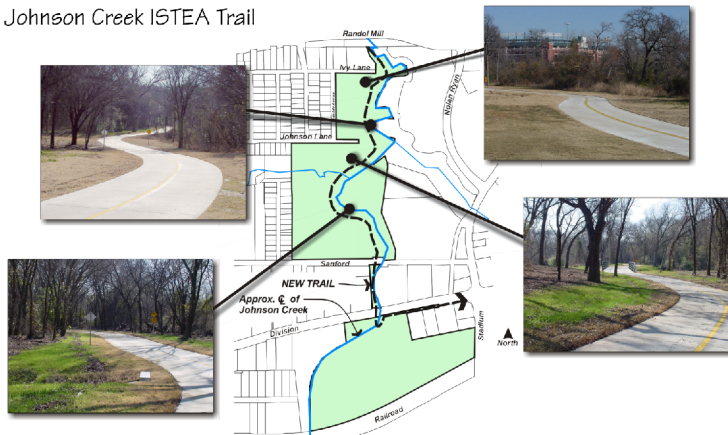 Johnson Creek ISTEA Trail
Randol Mill
Ivy Lane
Nolan Ryan
Johnson Lane
Sanford
NEW TRAIL
Approx. ℄ of
Johnson Creek
Division
Stadium
North
Railroad